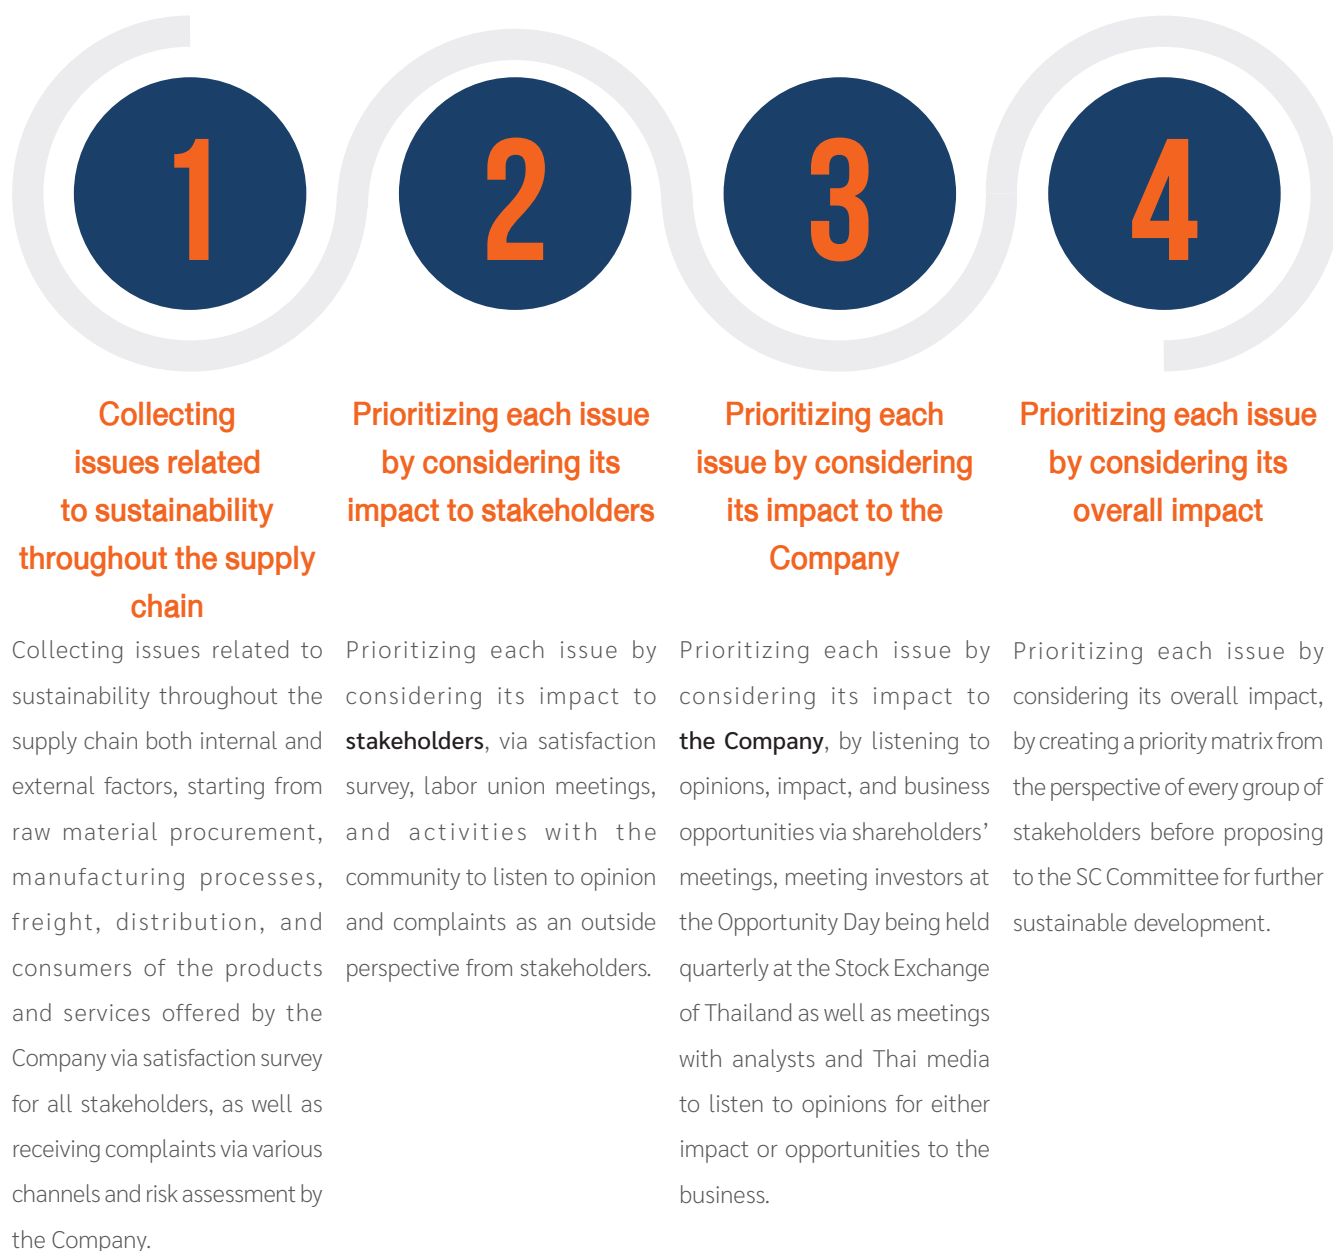 1
Collecting
issues related
to sustainability
throughout the supply
chain
Collecting issues related to
sustainability throughout the
supply chain both internal and
external factors, starting from
raw material procurement,
manufacturing processes,
freight, distribution, and
consumers of the products
and services offered by the
Company via satisfaction survey
for all stakeholders, as well as
receiving complaints via various
channels and risk assessment by
the Company.
2
Prioritizing each issue
by considering its
impact to stakeholders
Prioritizing each issue by
considering its impact to
stakeholders, via satisfaction
survey, labor union meetings,
and activities with the
community to listen to opinion
and complaints as an outside
perspective from stakeholders.
3
Prioritizing each
issue by considering
its impact to the
Company
Prioritizing each issue by
considering its impact to
the Company, by listening to
opinions, impact, and business
opportunities via shareholders’
meetings, meeting investors at
the Opportunity Day being held
quarterly at the Stock Exchange
of Thailand as well as meetings
with analysts and Thai media
to listen to opinions for either
impact or opportunities to the
business.
4
Prioritizing each issue
by considering its
overall impact
Prioritizing each issue by
considering its overall impact,
by creating a priority matrix from
the perspective of every group of
stakeholders before proposing
to the SC Committee for further
sustainable development.